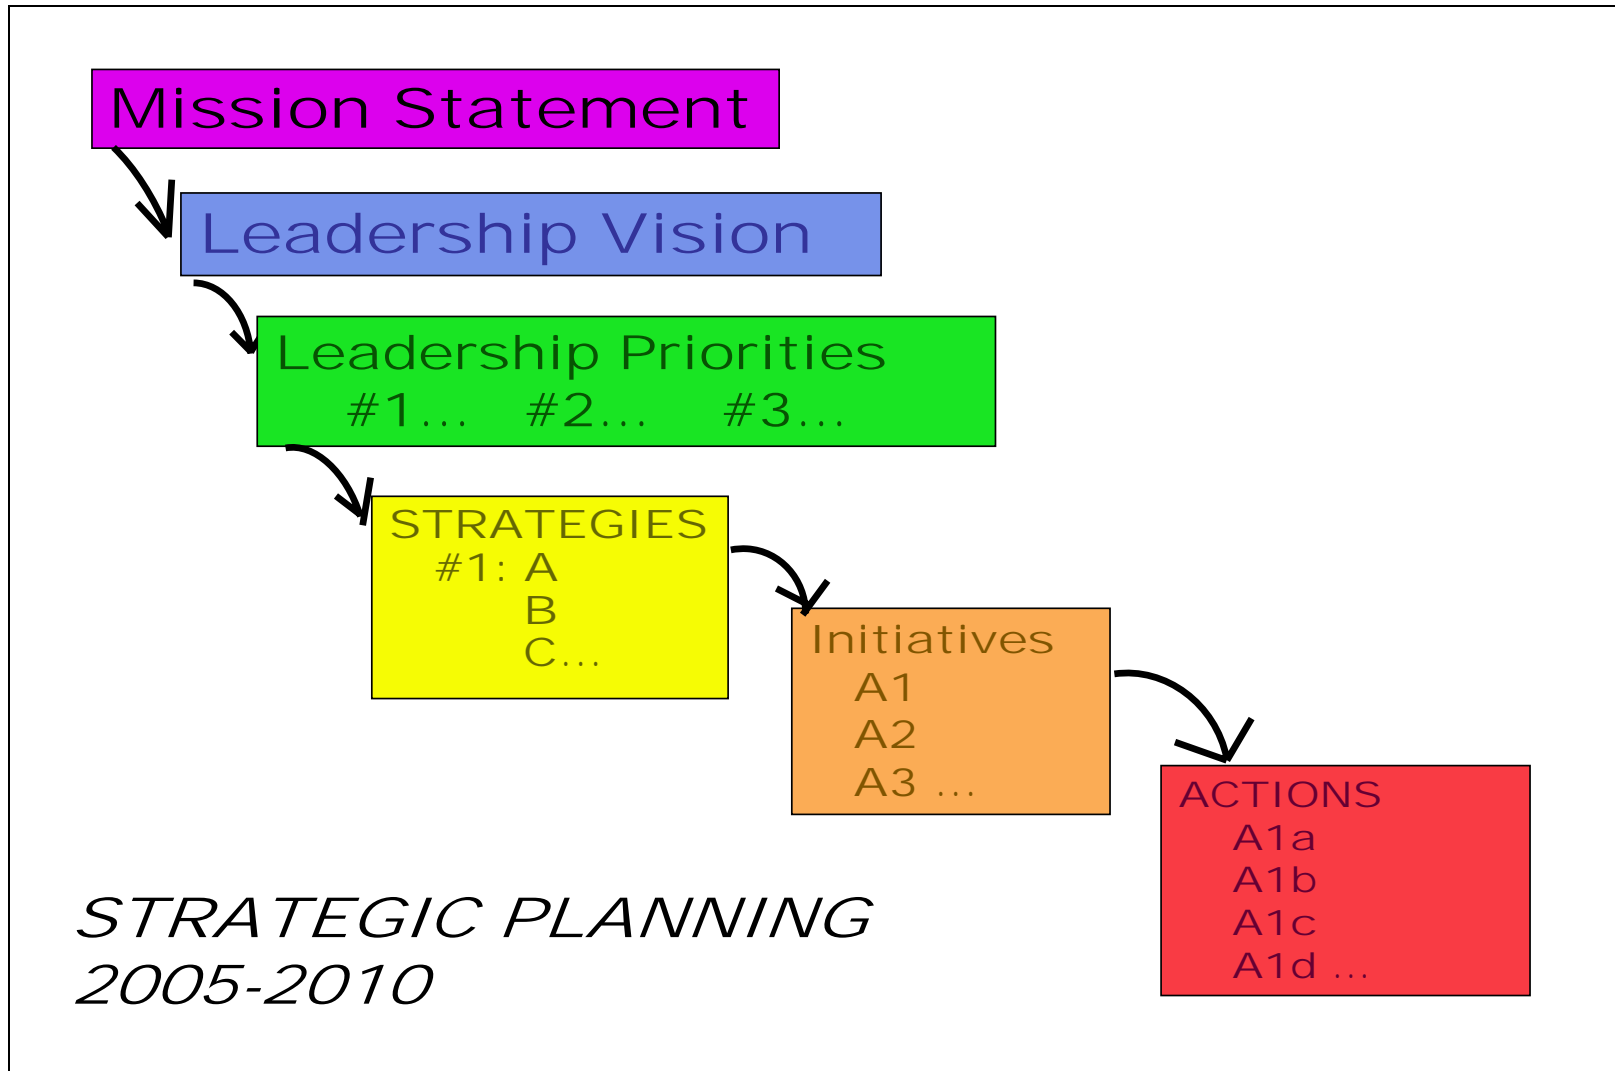 Mission Statement
Leadership Vision
Leadership Priorities
#1... #2... #3...
STRATEGIES
#1: A
B
C...
Initiatives
A1
A2
A3 ...
ACTIONS
A1a
A1b
A1c
A1d ...
STRATEGIC PLANNING
2005-2010